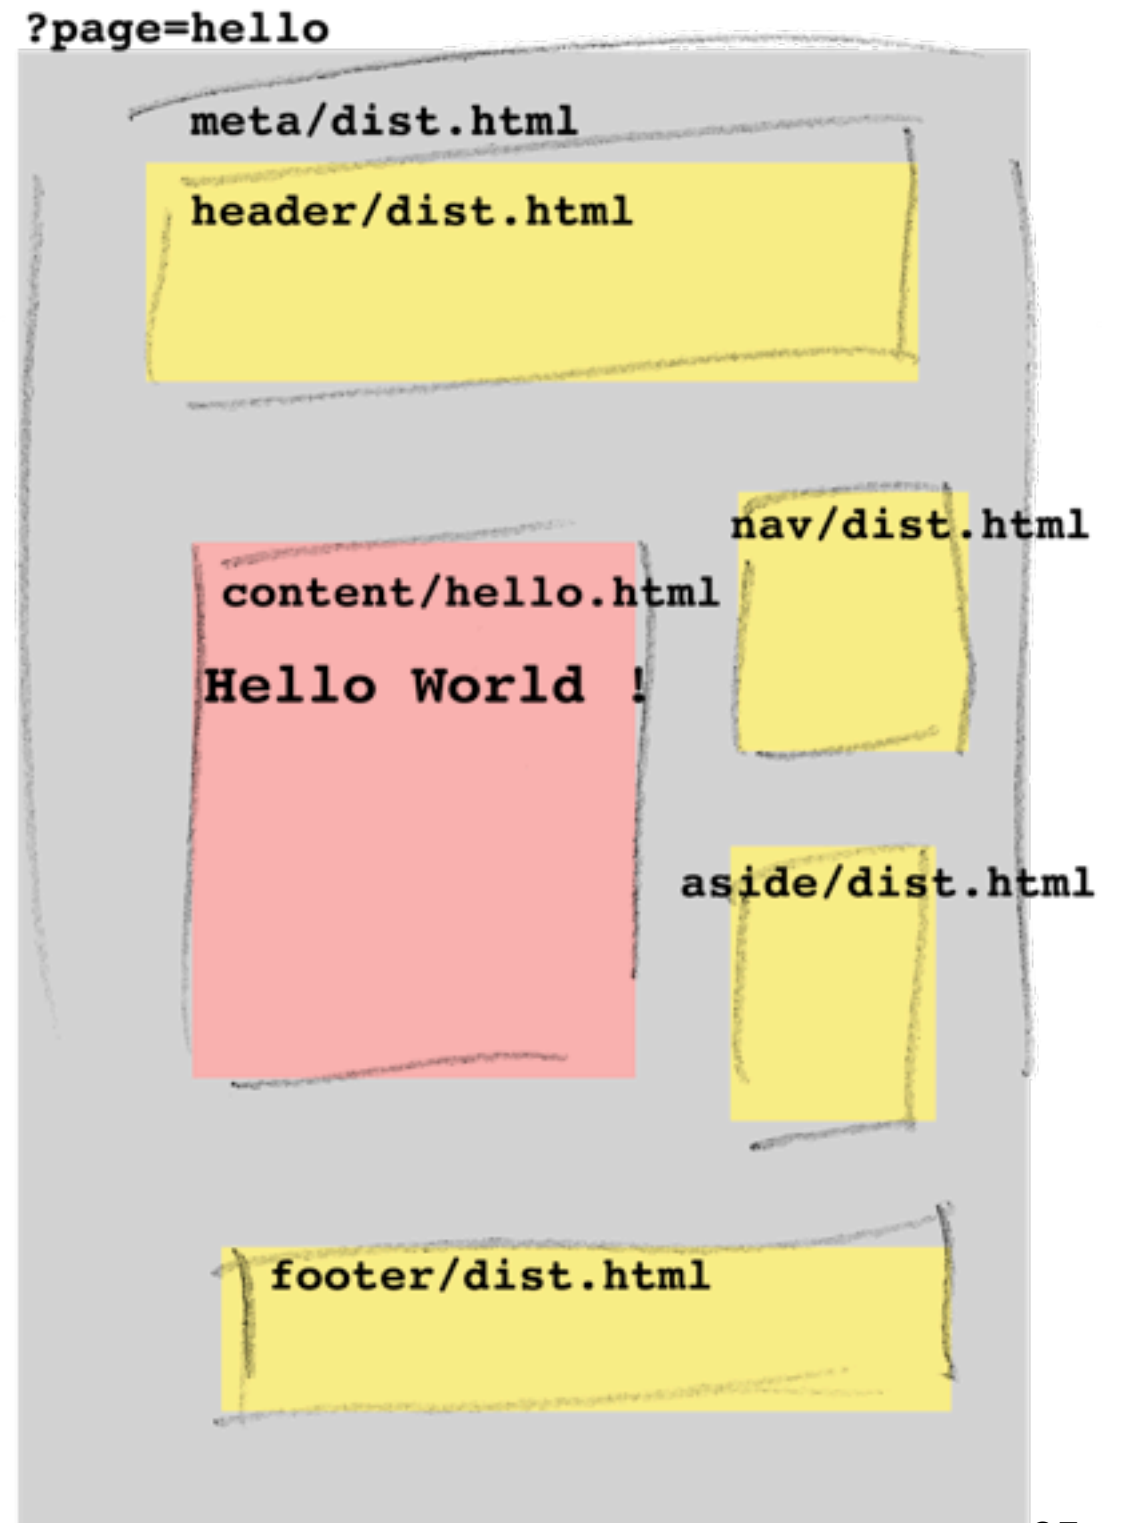 ?page=hello
meta/dist.html
header/dist.html
nav/dist.html
content/hello.html
Hello World !
aside/dist.html
footer/dist.html